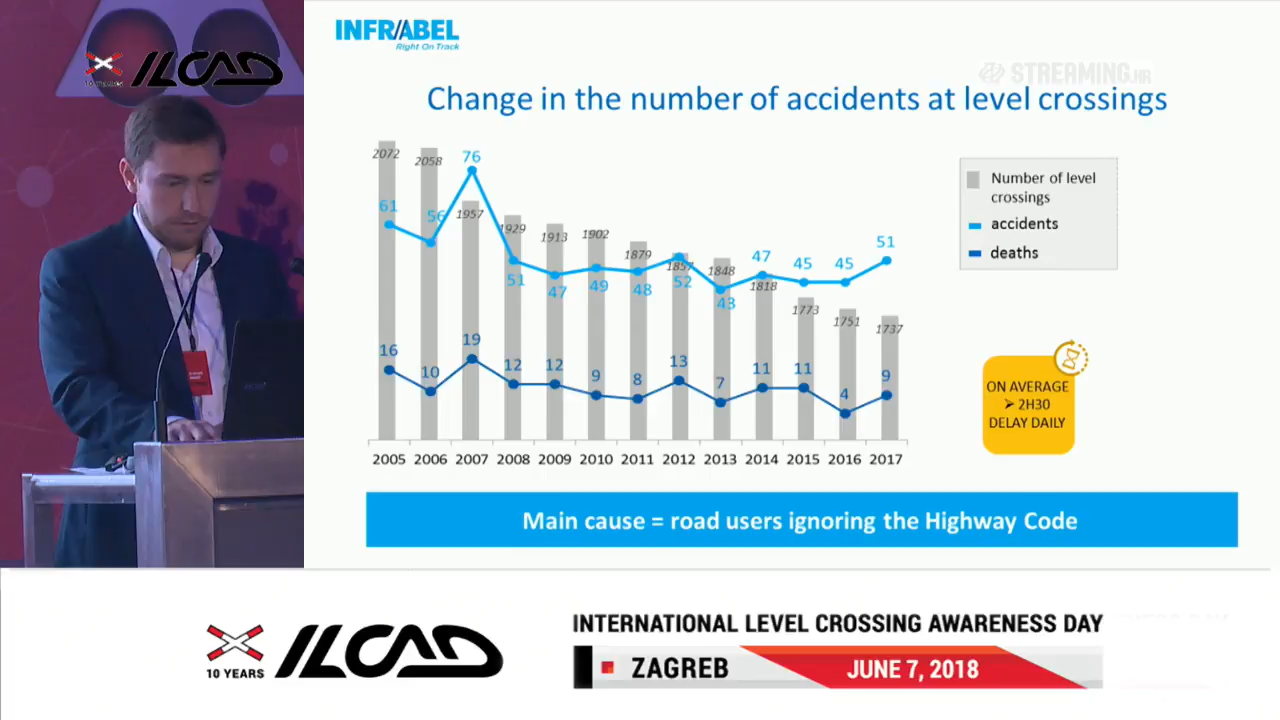 10 YEARS
ILCAD
INFRABEL
Right On Track
STREAMING.HR
Change in the number of accidents at level crossings
2072
2058
1957
1929
1913
1902
1879
1857
1848
1818
1773
1751
1737
61
56
76
51
47
49
48
52
43
47
45
45
51
16
10
19
12
12
9
8
13
7
11
11
4
9
2005 2006 2007 2008 2009 2010 2011 2012 2013 2014 2015 2016 2017
Number of level
crossings
accidents
deaths
ON AVERAGE
➢ 2H30
DELAY DAILY
Main cause = road users ignoring the Highway Code
10 YEARS
ILCAD
INTERNATIONAL LEVEL CROSSING AWARENESS DAY
ZAGREB
JUNE 7, 2018